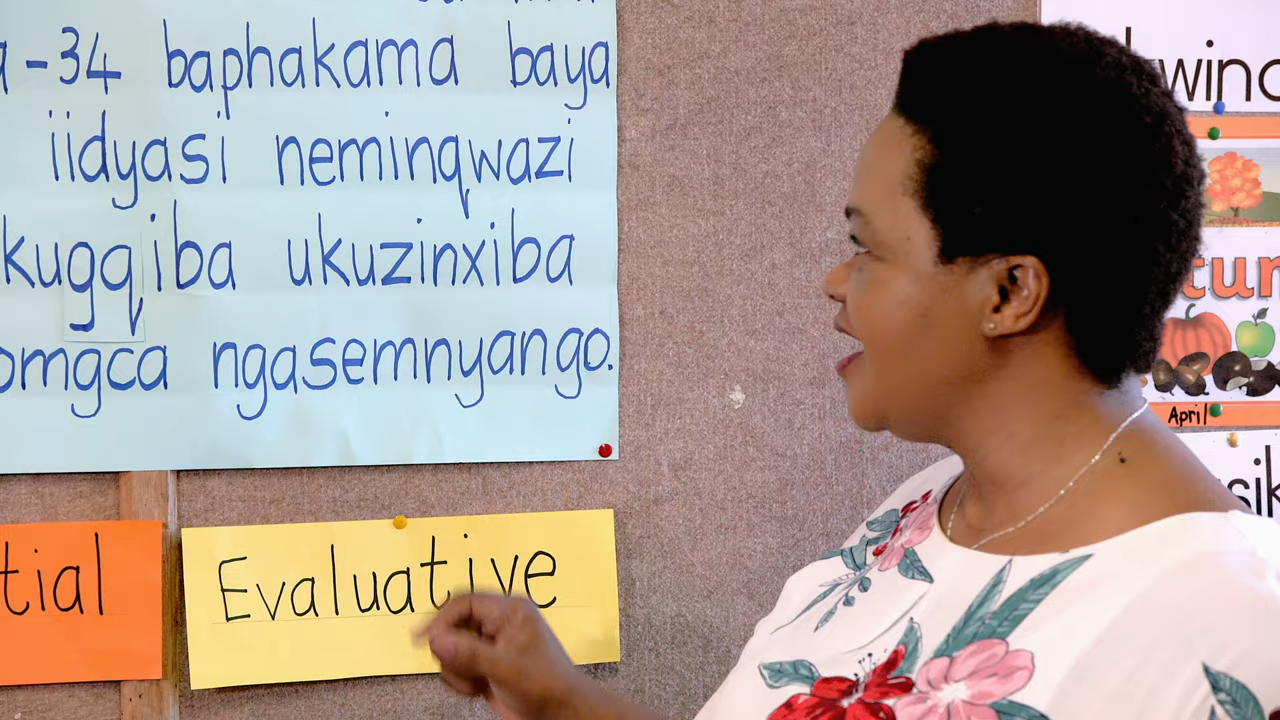 -34 baphakama baya
iidyasi neminqwazi
kugqiba ukuzinxiba
omgca ngasemnyango.
tial
Evaluative
April